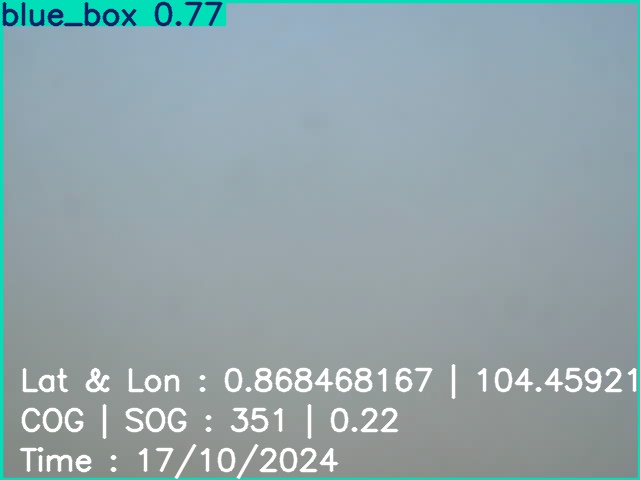 blue_box 0.77
Lat & Lon : 0.868468167 | 104.45921
COG | SOG : 351 | 0.22
Time : 17/10/2024